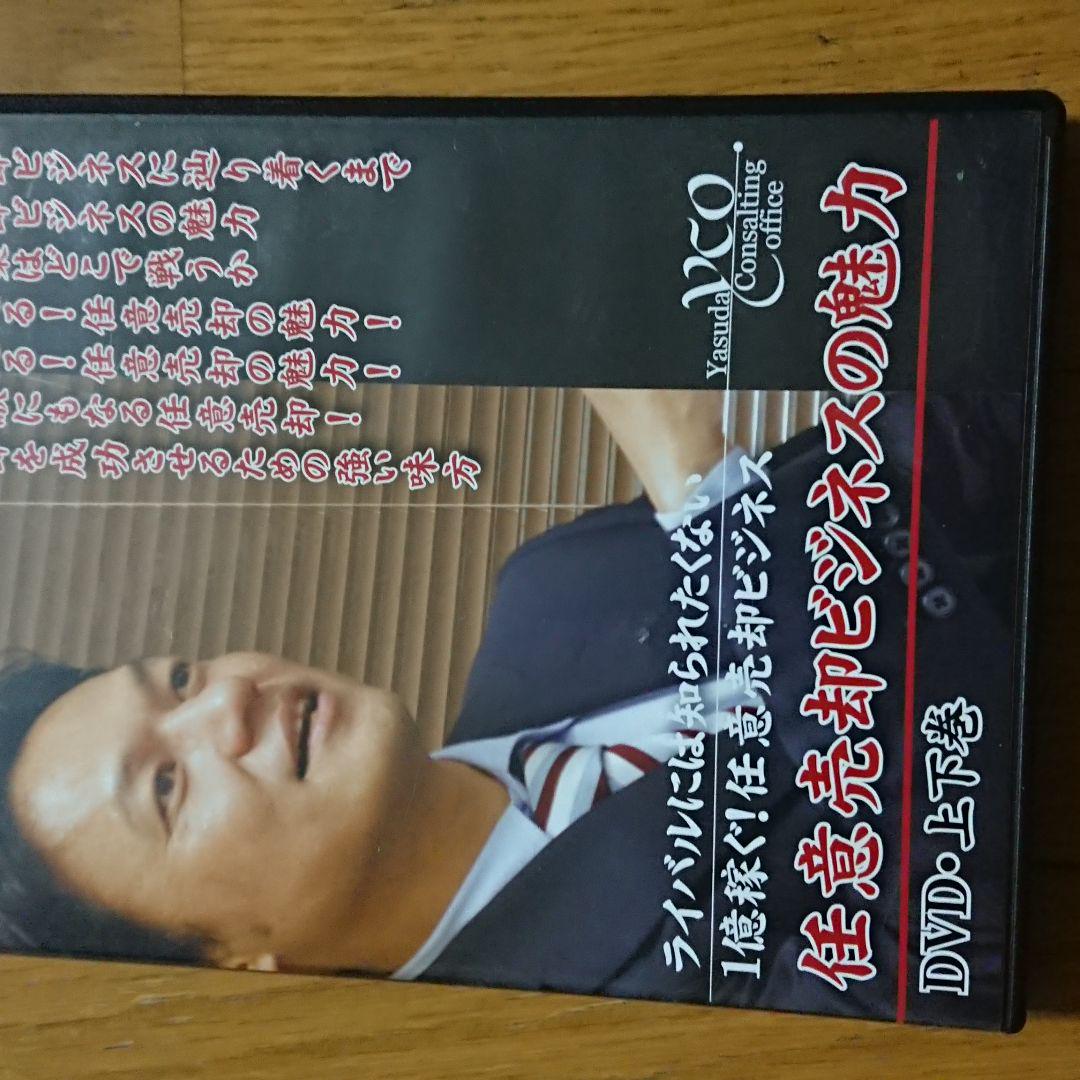 ビジネスに辿り着くまで
ビジネスの魅力
はどこで戦うか
る！任意売却の魅力！
る！任意売却の魅力！
にもなる任意売却！
を成功させるための強い味方
Yasuda YCO
Consalting
office
ライバルには知られたくない
1億稼ぐ！任意売却ビジネス
任意売却ビジネスの魅力
DVD・上下巻